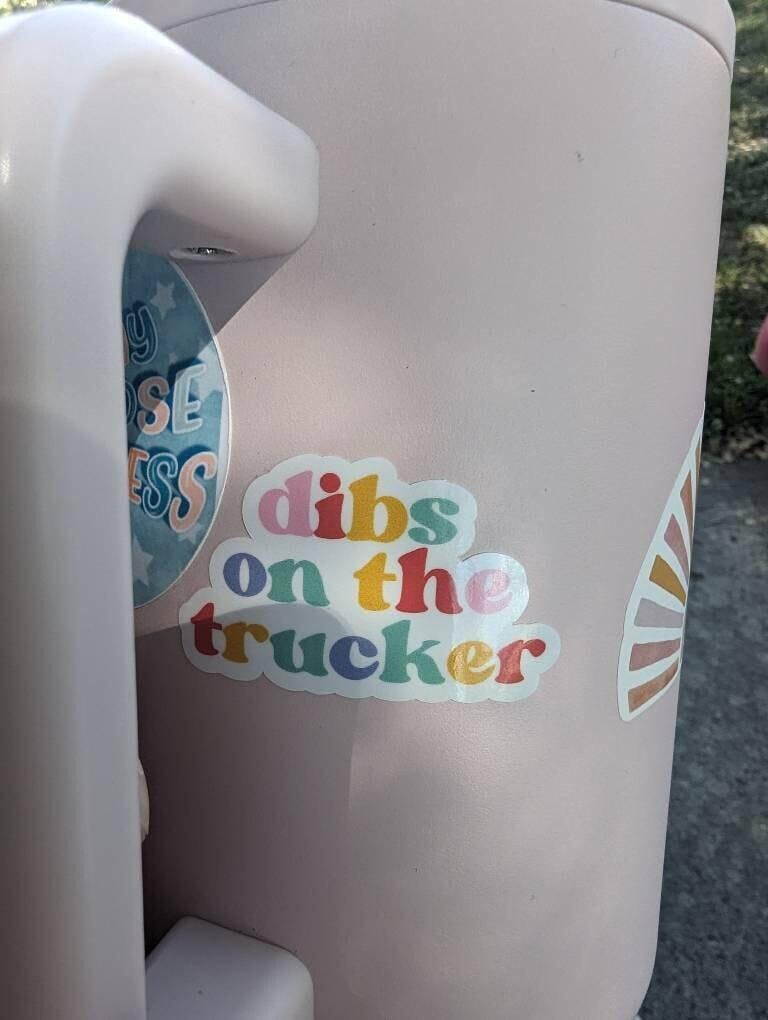 dibs
on the
trucker